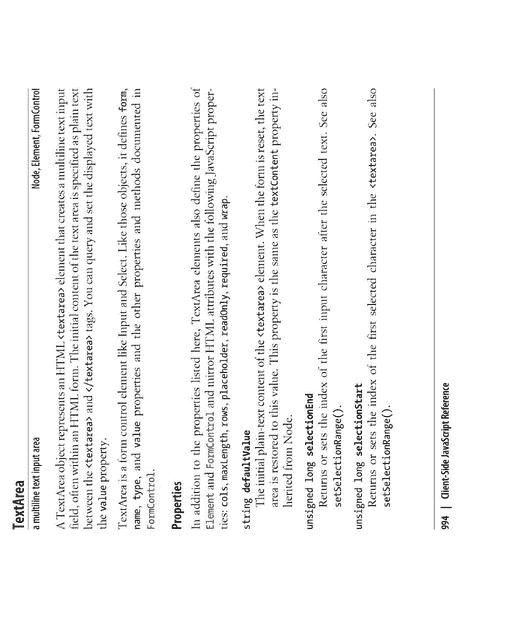 TextArea
a multiline text input area Node, Element, FormControl
A TextArea object represents an HTML <textarea> element that creates a multiline text input
field, often within an HTML form. The initial content of the text area is specified as plain text
between the <textarea> and </textarea> tags. You can query and set the displayed text with
the value property.
TextArea is a form control element like Input and Select. Like those objects, it defines form,
name, type, and value properties and the other properties and methods documented in
FormControl.
Properties
In addition to the properties listed here, TextArea elements also define the properties of
Element and FormControl and mirror HTML attributes with the following JavaScript proper-
ties: cols, maxLength, rows, placeholder, readOnly, required, and wrap.
string defaultValue
The initial plain-text content of the <textarea> element. When the form is reset, the text
area is restored to this value. This property is the same as the textContent property in-
herited from Node.
unsigned long selectionEnd
Returns or sets the index of the first input character after the selected text. See also
setSelectionRange().
unsigned long selectionStart
Returns or sets the index of the first selected character in the <textarea>. See also
setSelectionRange().
994 | Client-Side JavaScript Reference